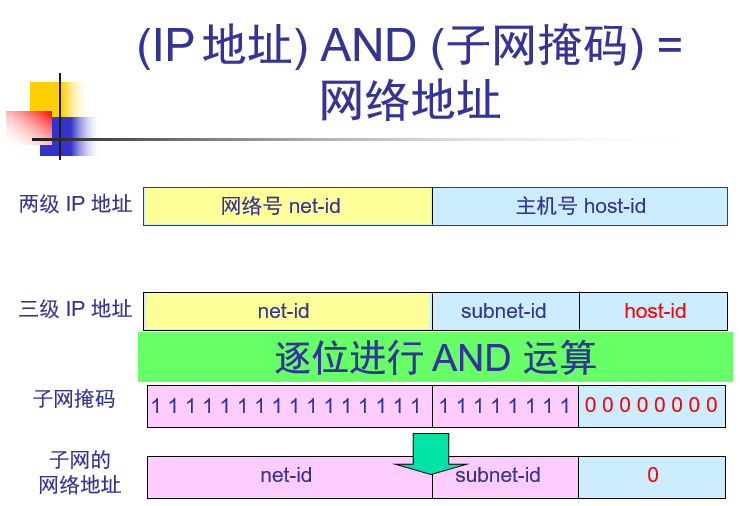 (IP 地址) AND (子网掩码) =
网络地址
两级 IP 地址 网络号 net-id 主机号 host-id
三级 IP 地址 net-id subnet-id host-id
逐位进行 AND 运算
子网掩码 1 1 1 1 1 1 1 1 1 1 1 1 1 1 1 1 1 1 1 1 1 1 1 1 0 0 0 0 0 0 0 0
子网的
网络地址 net-id subnet-id 0